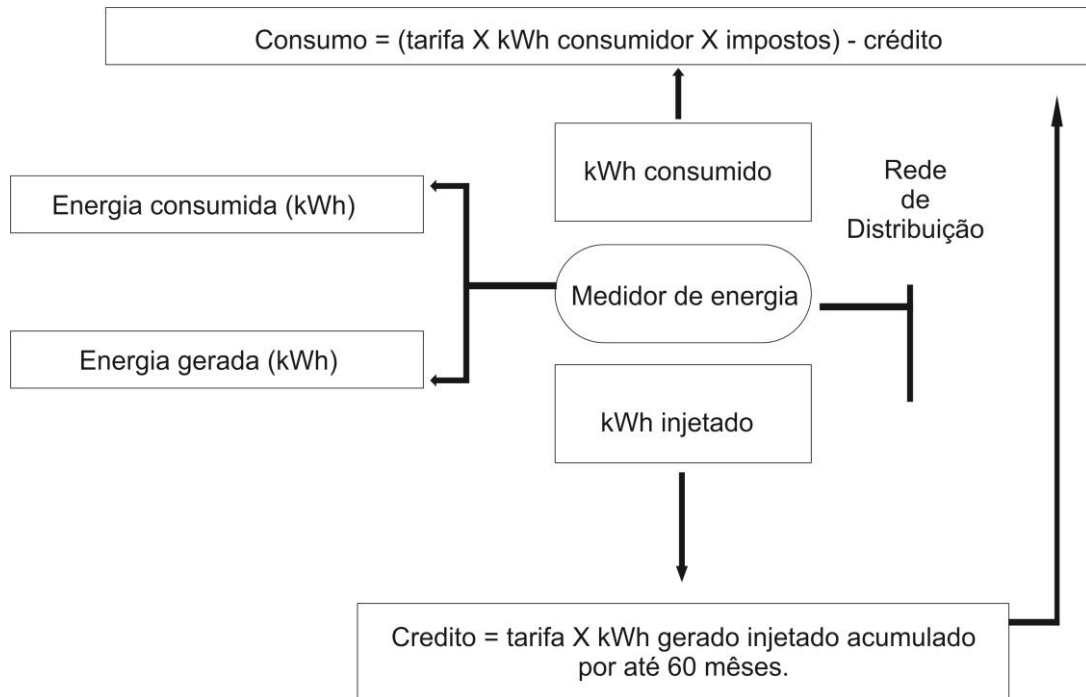 Consumo = (tarifa X kWh consumidor X impostos) - crédito
kWh consumido
Rede
de
Distribuição
Energia consumida (kWh)
Medidor de energia
Energia gerada (kWh)
kWh injetado
Credito = tarifa X kWh gerado injetado acumulado
por até 60 mêses.